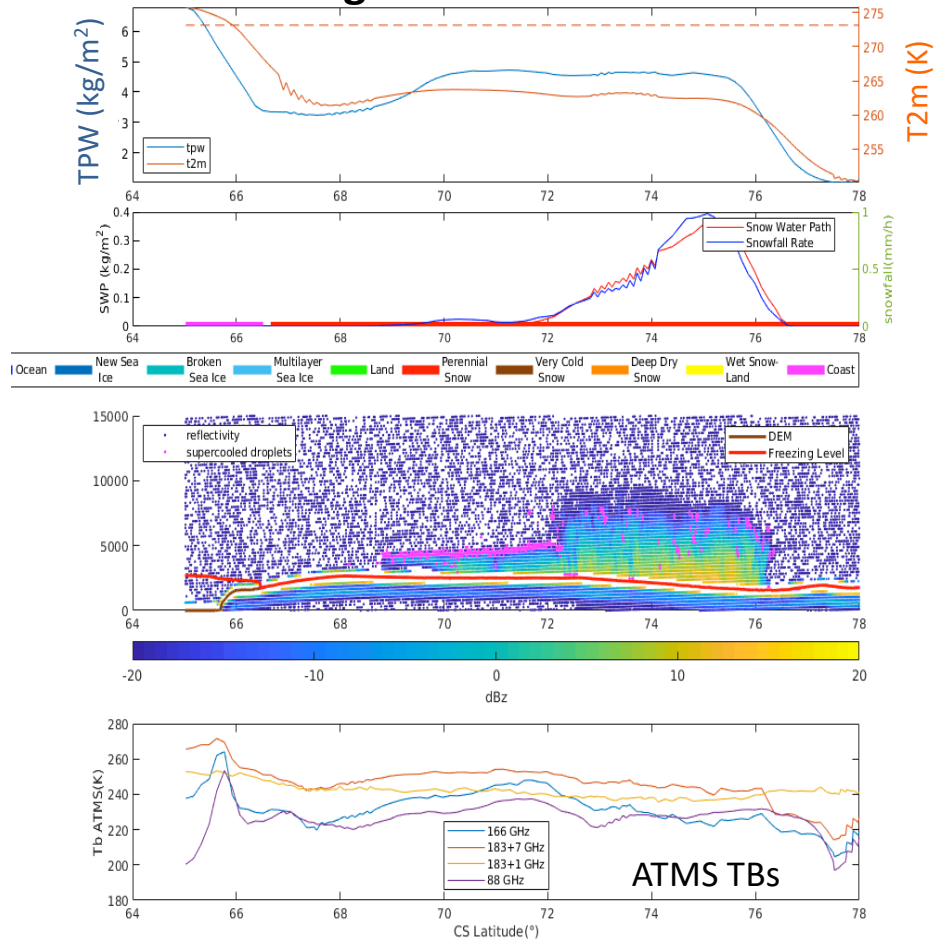 g
TPW (kg/m²)
T2m (K)
6
5
4
3
2
275
270
265
260
255
250
tpw
t2m
64 66 68 70 72 74 76 78
SWP (kg/m²)
0.4
0.3
0.2
0.1
0
1
0.5
0
snowfall(mm/h)
Snow Water Path
Snowfall Rate
64 66 68 70 72 74 76 78
Ocean
New Sea
Ice
Broken
Sea Ice
Multilayer
Sea Ice
Land
Perennial
Snow
Very Cold
Snow
Deep Dry
Snow
Wet Snow-
Land
Coast
15000
10000
5000
0
reflectivity
supercooled droplets
DEM
Freezing Level
64 66 68 70 72 74 76 78
-20 -10 0 10 20
dBz
Tb ATMS(K)
280
260
240
220
200
180
166 GHz
183+7 GHz
183+1 GHz
88 GHz
ATMS TBs
64 66 68 70 72 74 76 78
CS Latitude(°)